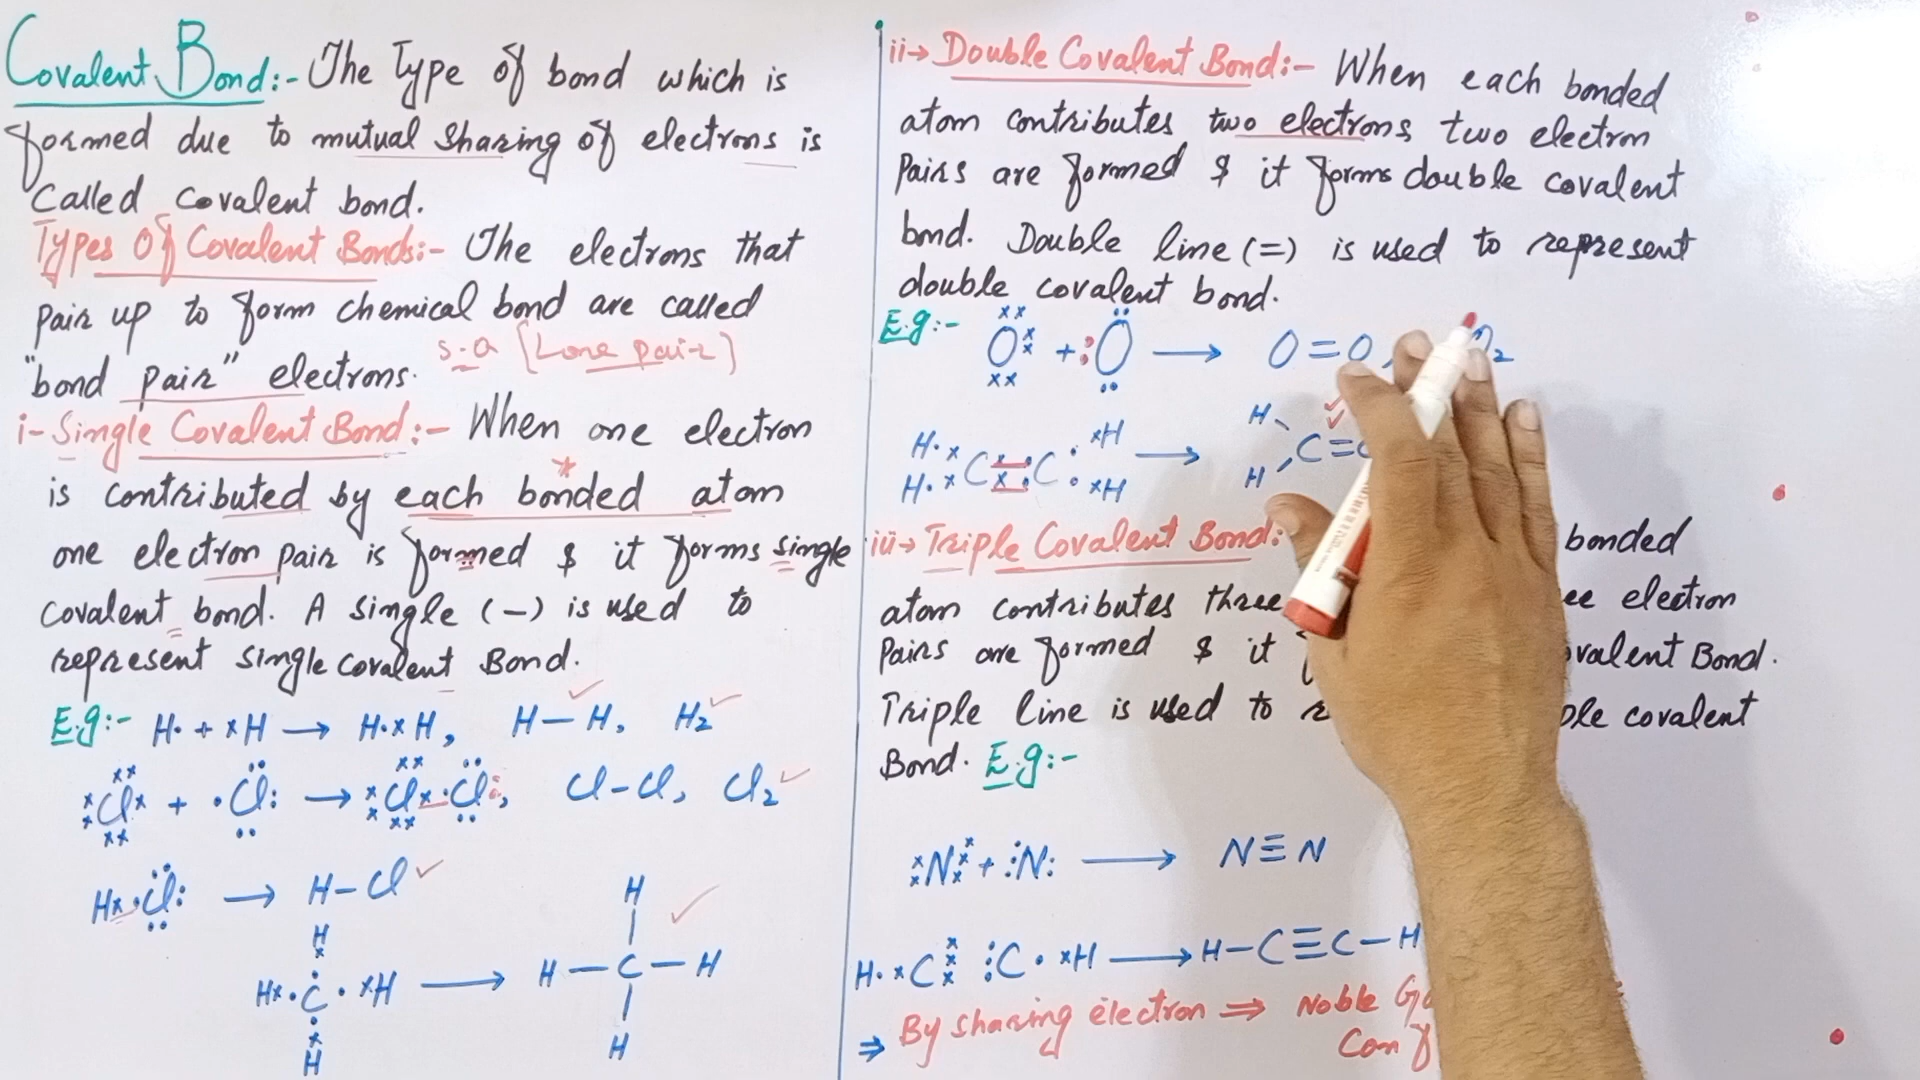 Covalent Bond:- The Type of bond which is
formed due to mutual sharing of electrons is
Called covalent bond.
Types Of Covalent Bonds:- The electrons that
pair up to form chemical bond are called
"bond pair" electrons. s.a [Lone pair]
i- Single Covalent Bond:- When one electron
is contributed by each bonded atom
one electron pair is formed $ it forms single
covalent bond. A single (-) is used to
represent single covalent Bond.
E.g:- H· + ×H → H·×H, H—H, H₂
Cl + Cl → Cl Cl, Cl-Cl, Cl₂
H×·Cl: → H-Cl
H
H×·C·×H →
H
H
H—C—H
H
ii→ Double Covalent Bond:- When each bonded
atom contributes two electrons two electron
Pairs are formed $ it forms double covalent
bond. Double line (=) is used to represent
double covalent bond.
E.g:- O + O → O=O, 2
H· × C C · ×H
H· × · ×H
→
H
C=
H
iii→ Triple Covalent Bond: bonded
atom contributes three electron
Pairs are formed $ it Bond.
Triple line is used to covalent
Bond. E.g:-
N + N: → N≡N
H·×C C·×H → H-C≡C-H
⇒ By sharing electron ⇒ Noble